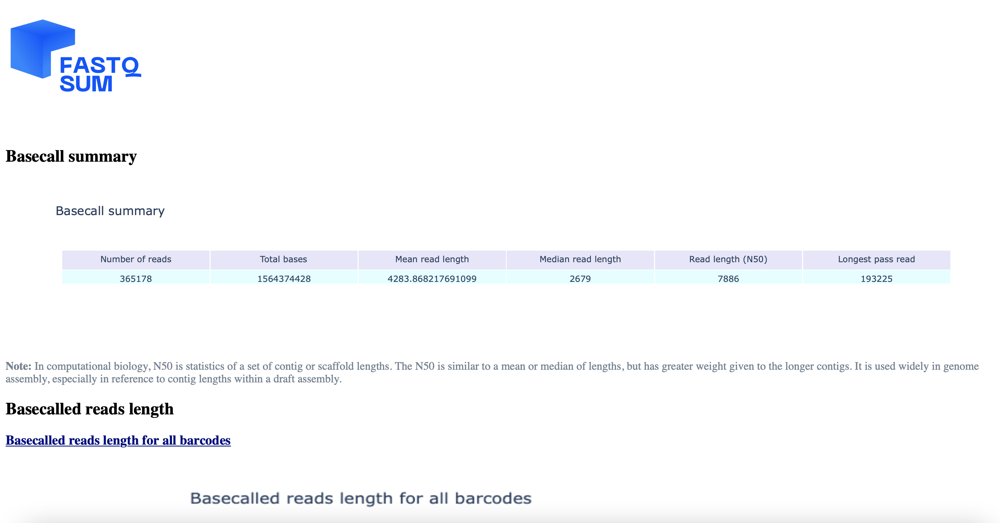 FASTQ
SUM
Basecall summary
Basecall summary
Number of reads Total bases Mean read length Median read length Read length (N50) Longest pass read
365178 1564374428 4283.868217691099 2679 7886 193225
Note: In computational biology, N50 is statistics of a set of contig or scaffold lengths. The N50 is similar to a mean or median of lengths, but has greater weight given to the longer contigs. It is used widely in genome
assembly, especially in reference to contig lengths within a draft assembly.
Basecalled reads length
Basecalled reads length for all barcodes
Basecalled reads length for all barcodes